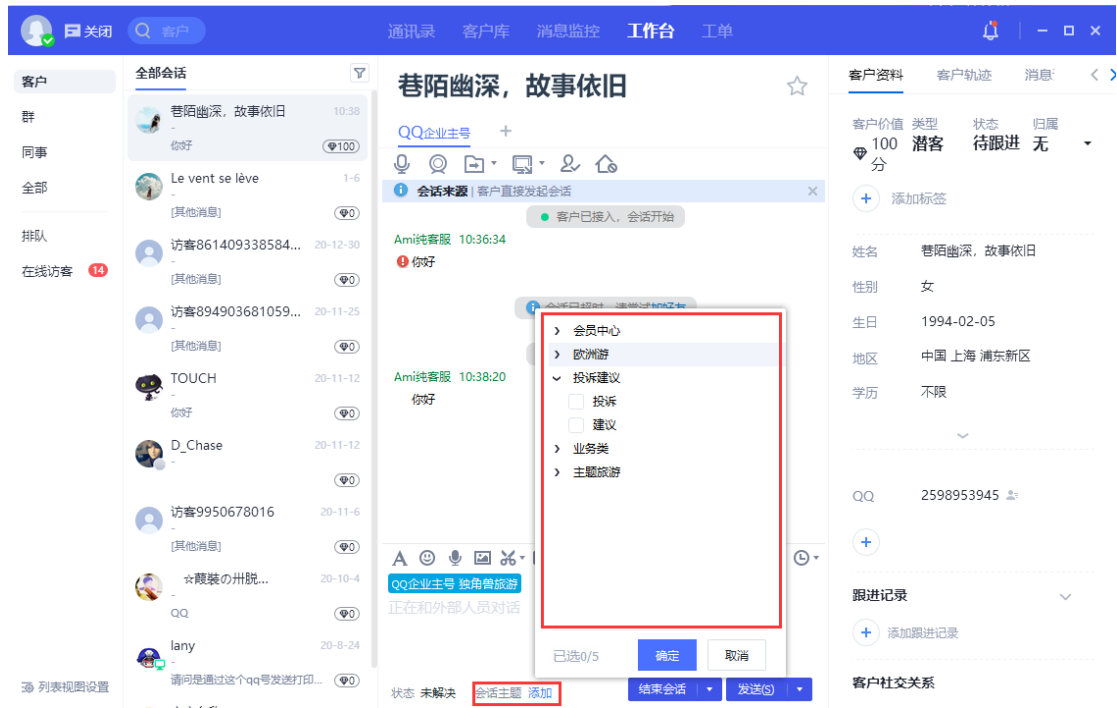 关闭
客户
通讯录
客户库
消息监控
工作台
工单
客户
群
同事
全部
排队
在线访客 14
列表视图设置
全部会话
巷陌幽深，故事依旧 10:38
-
你好 100
Le vent se lève 1-6
-
[其他消息] 0
访客861409338584... 20-12-30
-
[其他消息] 0
访客894903681059... 20-11-25
-
[其他消息] 0
TOUCH 20-11-12
-
你好 0
D_Chase 20-11-12
-
0
访客9950678016 20-11-6
-
[其他消息] 0
20-10-4
-
QQ 0
lany 20-8-24
-
请问是通过这个qq号发送打印... 0
巷陌幽深，故事依旧
QQ企业主号 +
会话来源 | 客户直接发起会话
客户已接入，会话开始
Ami纯客服 10:36:34
你好
会话已超时，请尝试加好友
Ami纯客服 10:38:20
你好
会员中心
欧洲游
投诉建议
投诉
建议
业务类
主题旅游
已选0/5
确定
取消
QQ企业主号 独角兽旅游
正在和外部人员对话
状态 未解决
会话主题 添加
结束会话
发送(S)
客户资料
客户轨迹
消息
客户价值 类型 状态 归属
100分 潜客 待跟进 无
添加标签
姓名 巷陌幽深，故事依旧
性别 女
生日 1994-02-05
地区 中国 上海 浦东新区
学历 不限
QQ 2598953945
跟进记录
添加跟进记录
客户社交关系